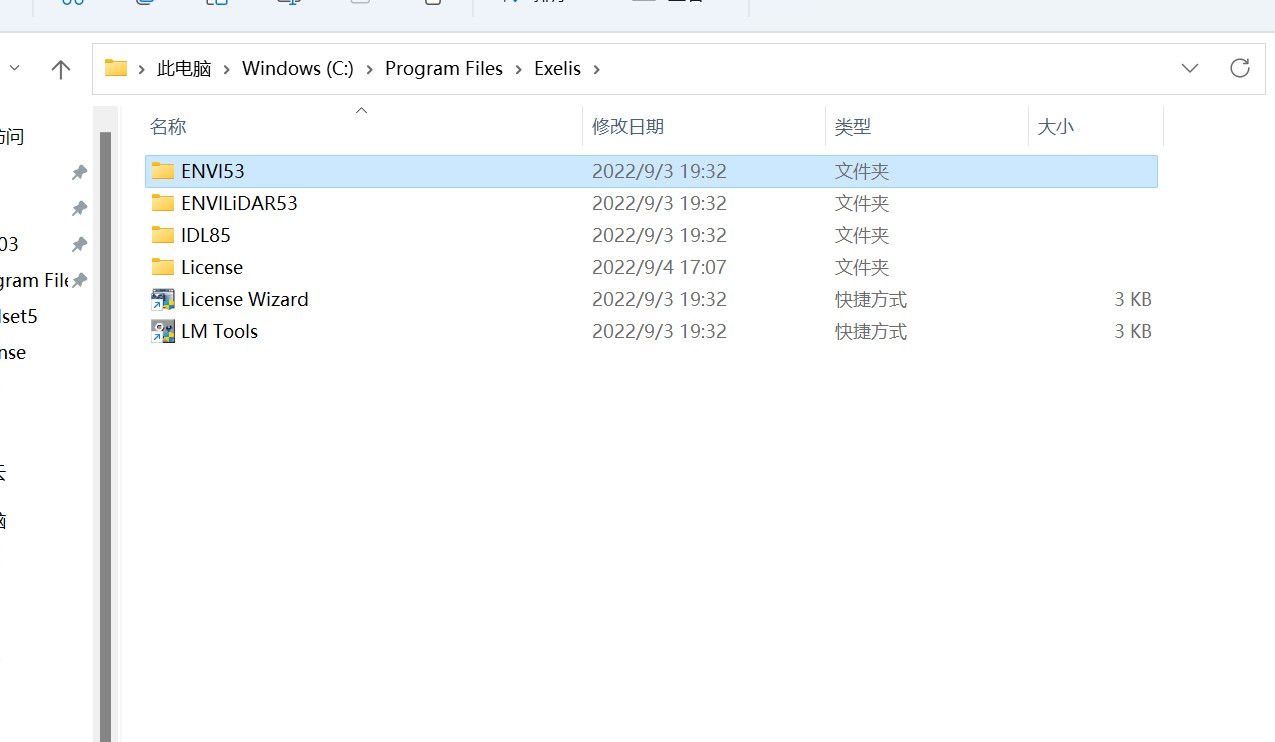 此电脑 Windows (C:) Program Files Exelis
名称 修改日期 类型 大小
ENVI53 2022/9/3 19:32 文件夹
ENVILiDAR53 2022/9/3 19:32 文件夹
IDL85 2022/9/3 19:32 文件夹
License 2022/9/4 17:07 文件夹
License Wizard 2022/9/3 19:32 快捷方式 3 KB
LM Tools 2022/9/3 19:32 快捷方式 3 KB
访问
03
gram File
set5
nse